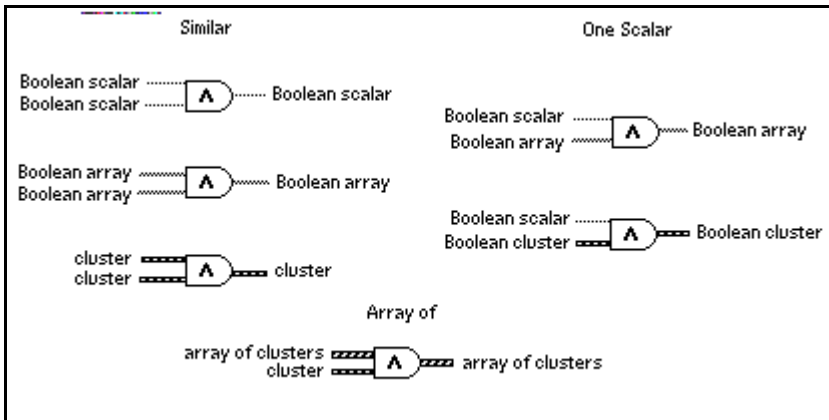 Similar
Boolean scalar
Boolean scalar
Λ
Boolean scalar
Boolean array
Boolean array
Λ
Boolean array
cluster
cluster
Λ
cluster
One Scalar
Boolean scalar
Boolean array
Λ
Boolean array
Boolean scalar
Boolean cluster
Λ
Boolean cluster
Array of
array of clusters
cluster
Λ
array of clusters